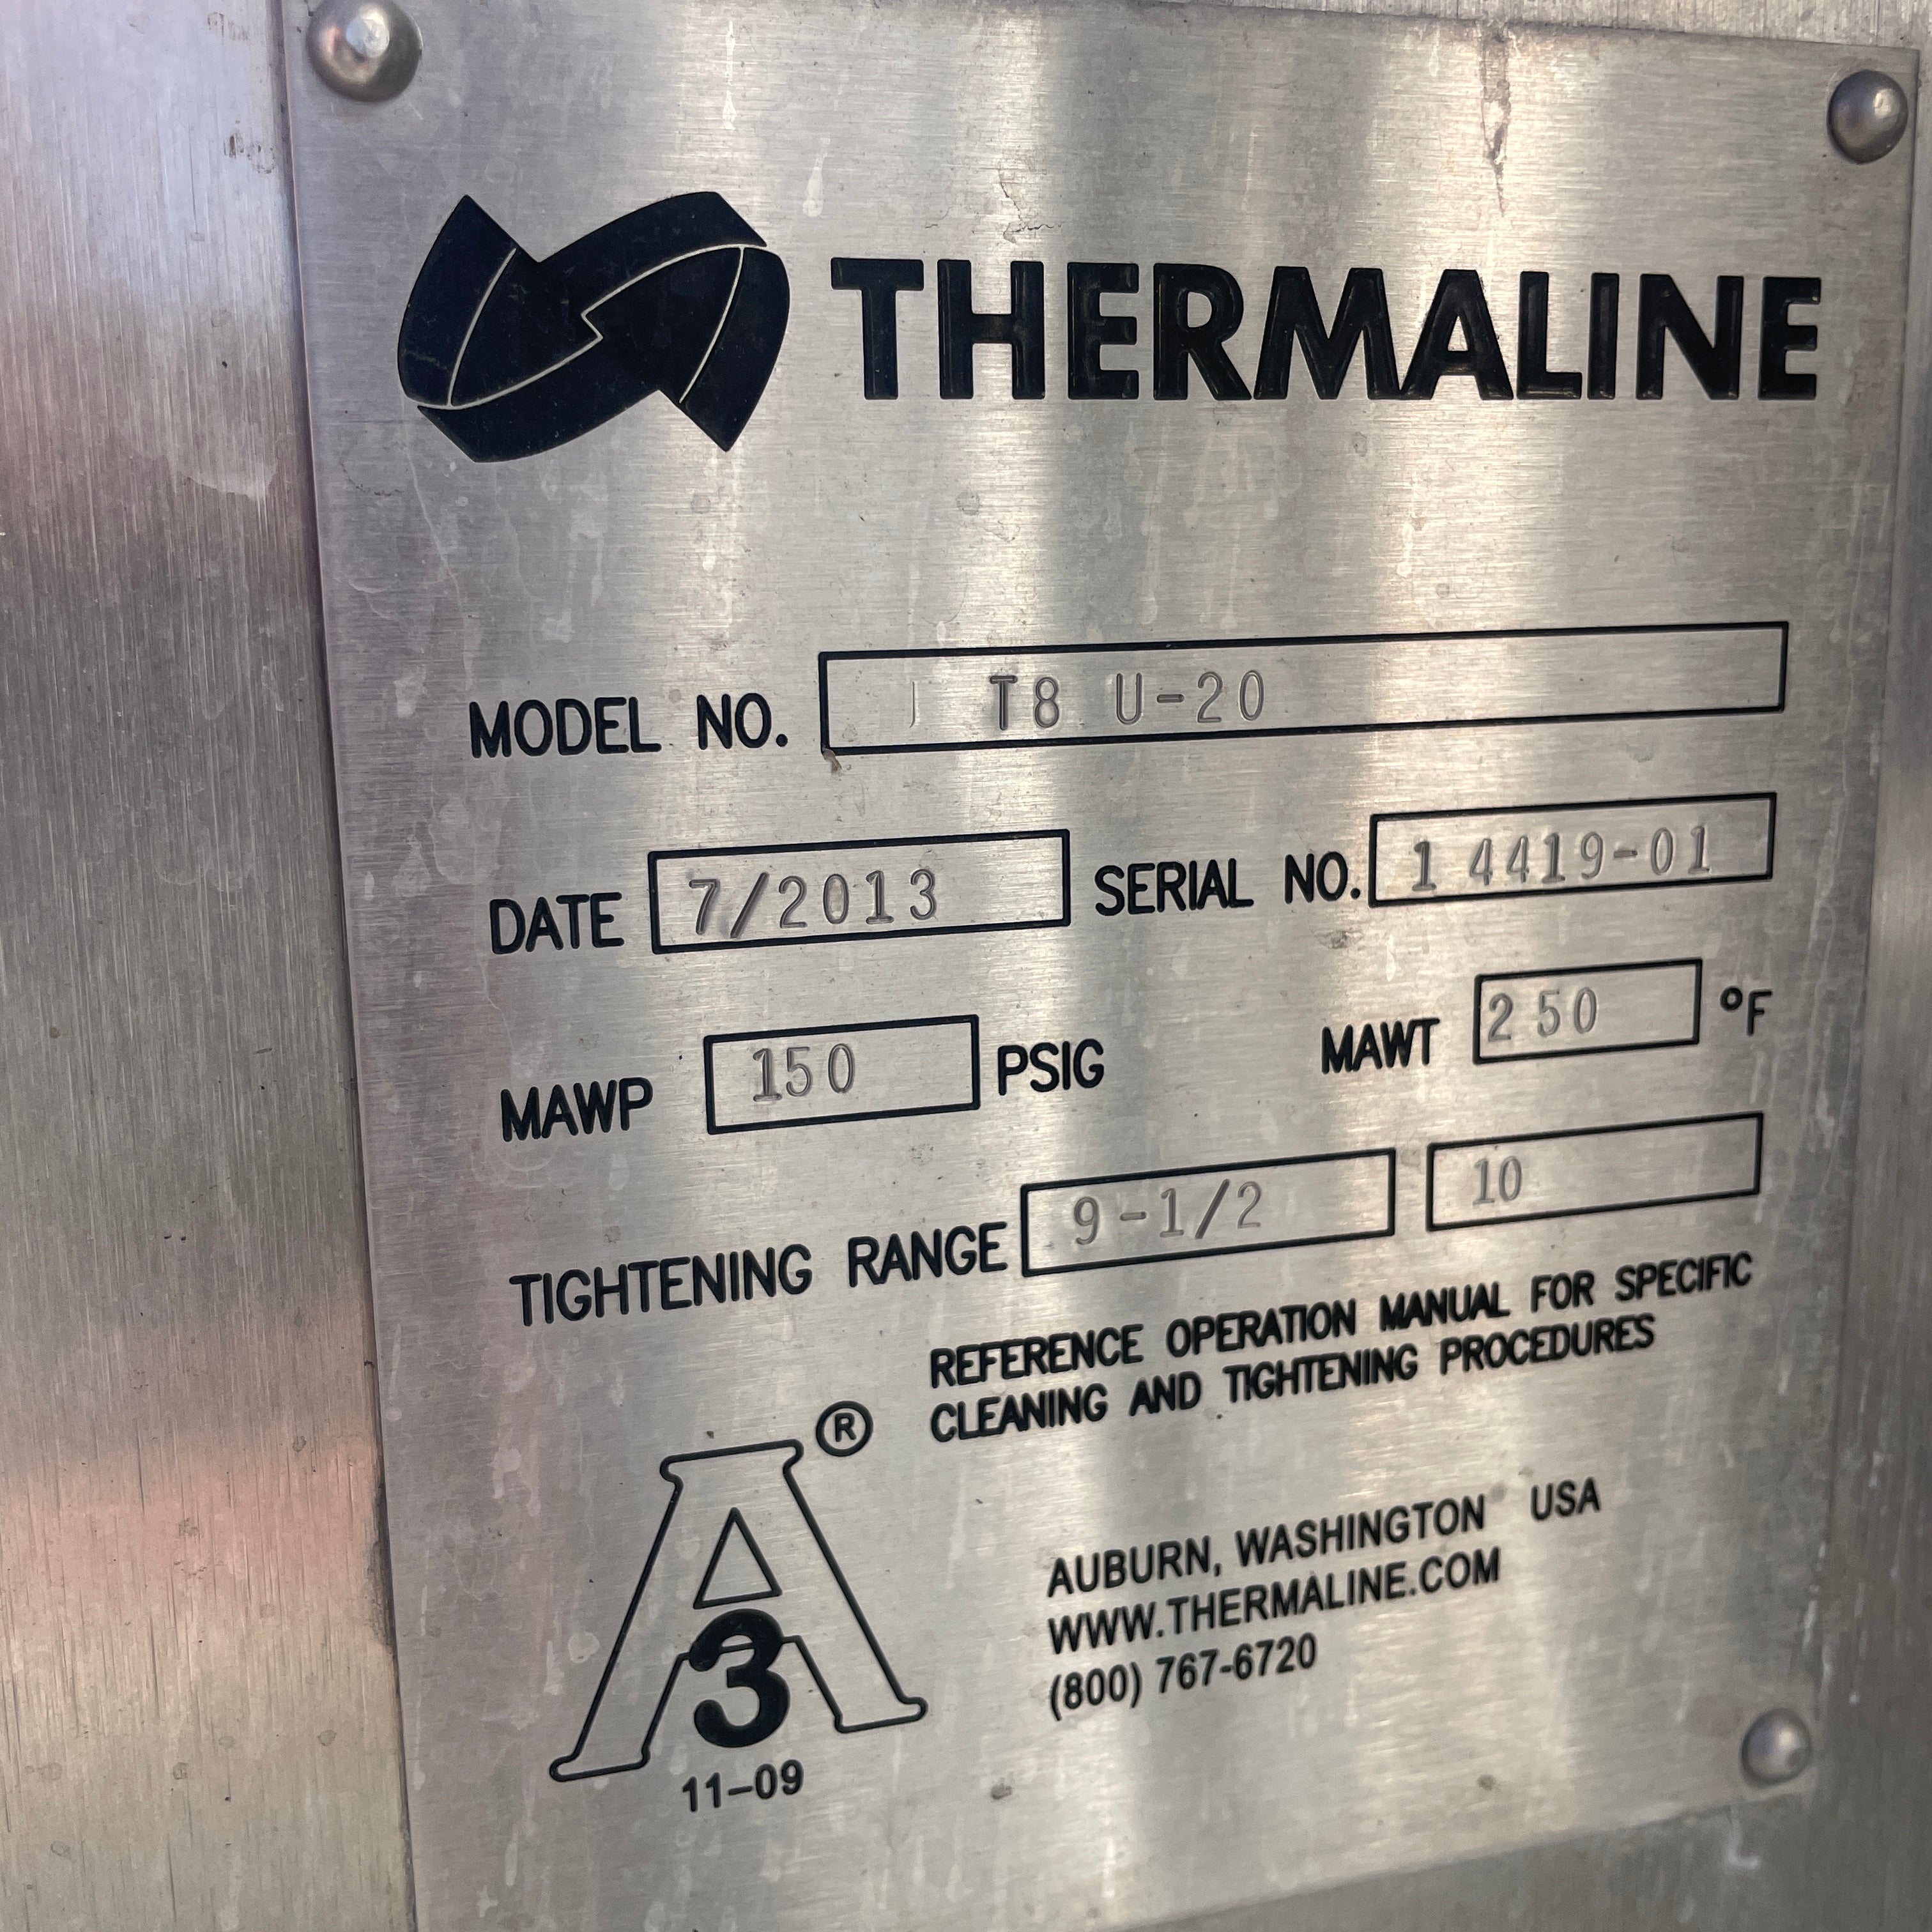 THERMALINE
MODEL NO. T8 U-20
DATE 7/2013 SERIAL NO. 14419-01
MAWP 150 PSIG MAWT 250 °F
TIGHTENING RANGE 9-1/2 10
REFERENCE OPERATION MANUAL FOR SPECIFIC
CLEANING AND TIGHTENING PROCEDURES
A ®
3
11-09
AUBURN, WASHINGTON USA
WWW.THERMALINE.COM
(800) 767-6720